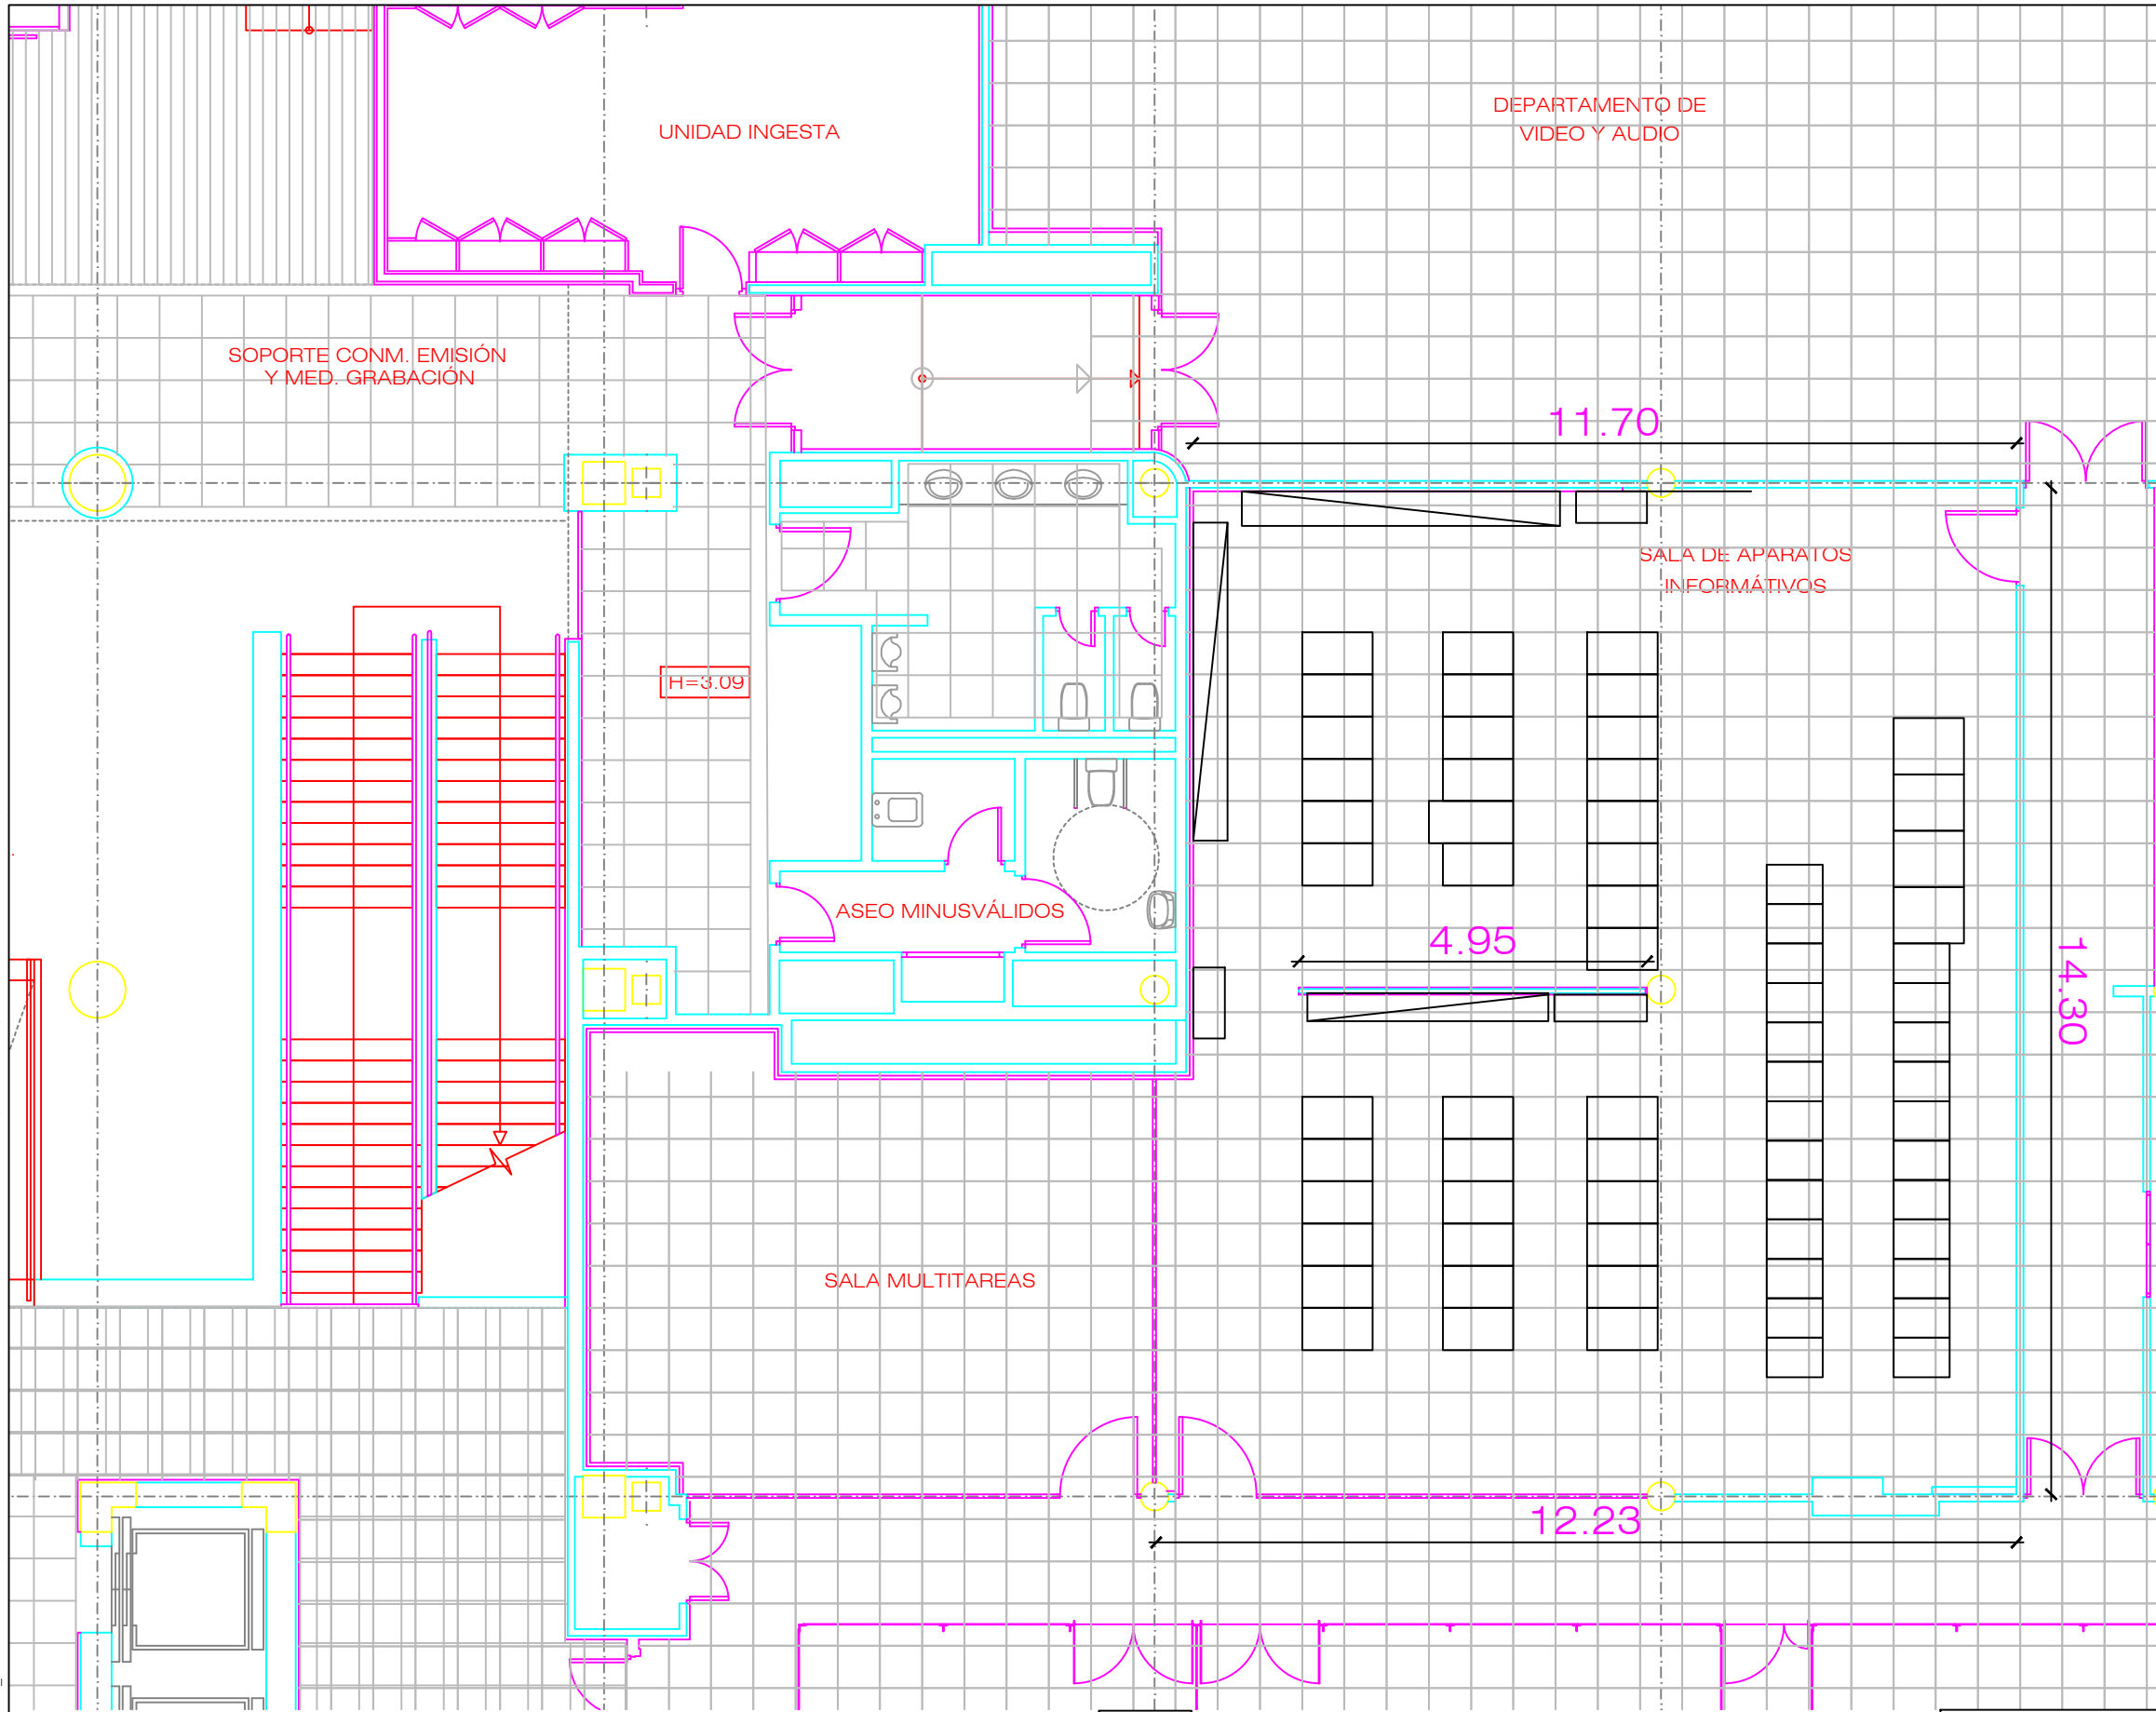 DEPARTAMENTO DE
VIDEO Y AUDIO
UNIDAD INGESTA
SOPORTE CONM. EMISIÓN
Y MED. GRABACIÓN
11.70
SALA DE APARATOS
INFORMÁTIVOS
H=3.09
ASEO MINUSVÁLIDOS
4.95
14.30
SALA MULTITAREAS
12.23